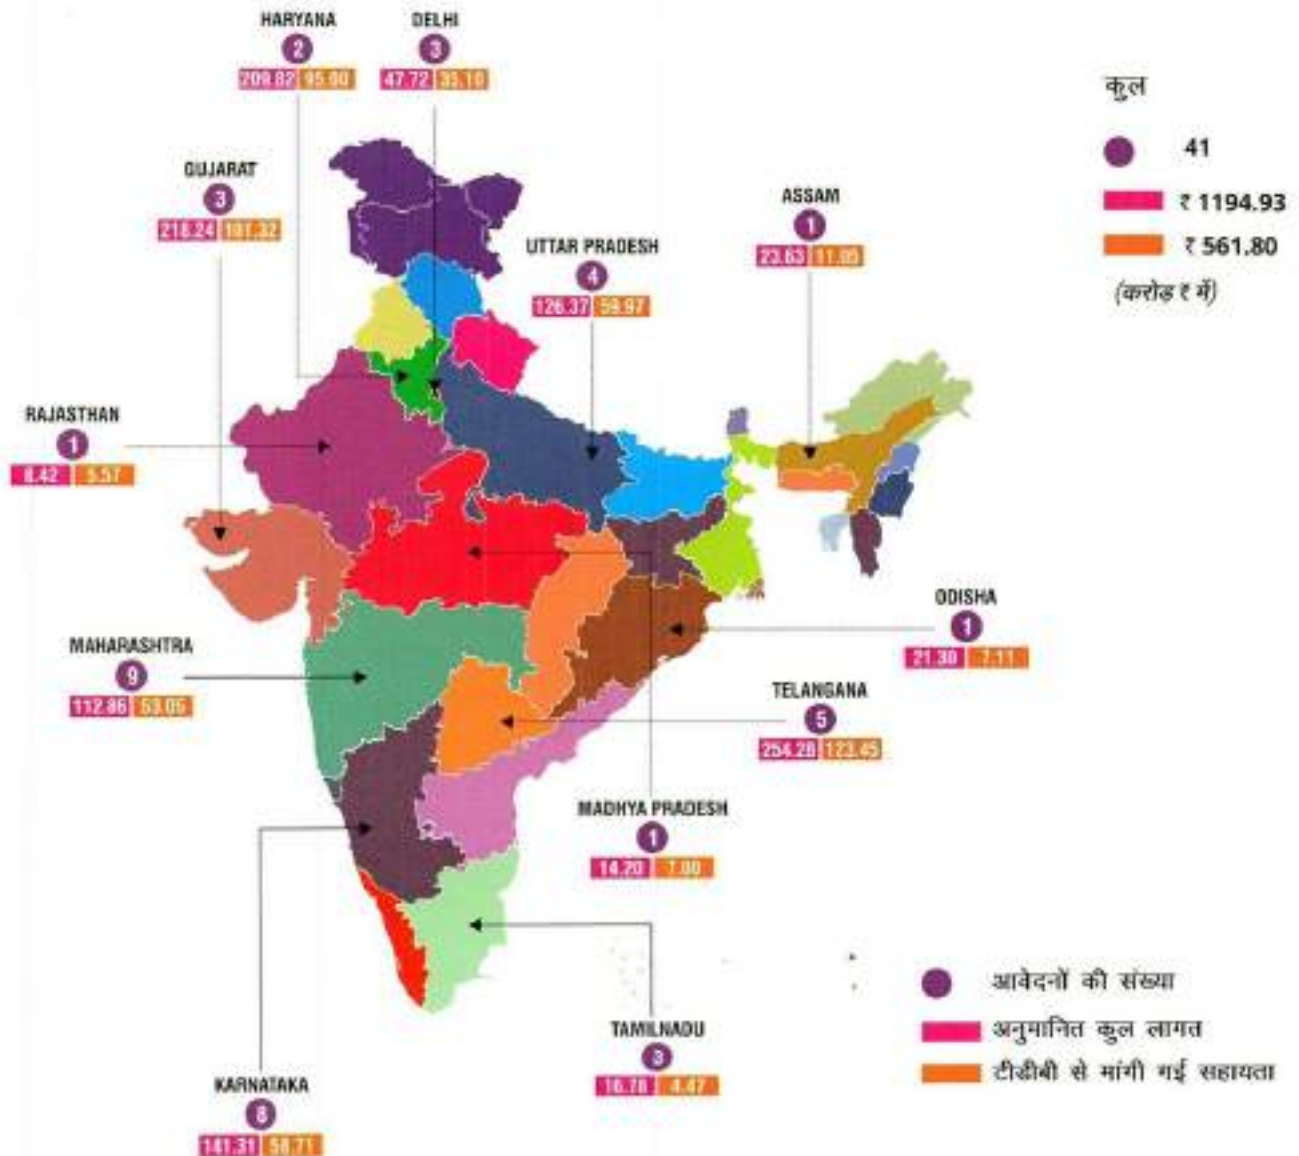 HARYANA
2
209.82 95.00
DELHI
3
47.72 35.10
GUJARAT
3
218.24 101.32
UTTAR PRADESH
4
126.37 59.97
ASSAM
1
23.63 11.05
कुल
41
₹ 1194.93
₹ 561.80
(करोड़ ₹ में)
RAJASTHAN
1
8.42 5.57
ODISHA
1
21.30 7.11
MAHARASHTRA
9
112.86 53.05
TELANGANA
5
254.28 123.45
MADHYA PRADESH
1
14.20 7.00
TAMILNADU
3
16.78 4.47
KARNATAKA
8
141.31 58.71
आवेदनों की संख्या
अनुमानित कुल लागत
टीडीबी से मांगी गई सहायता